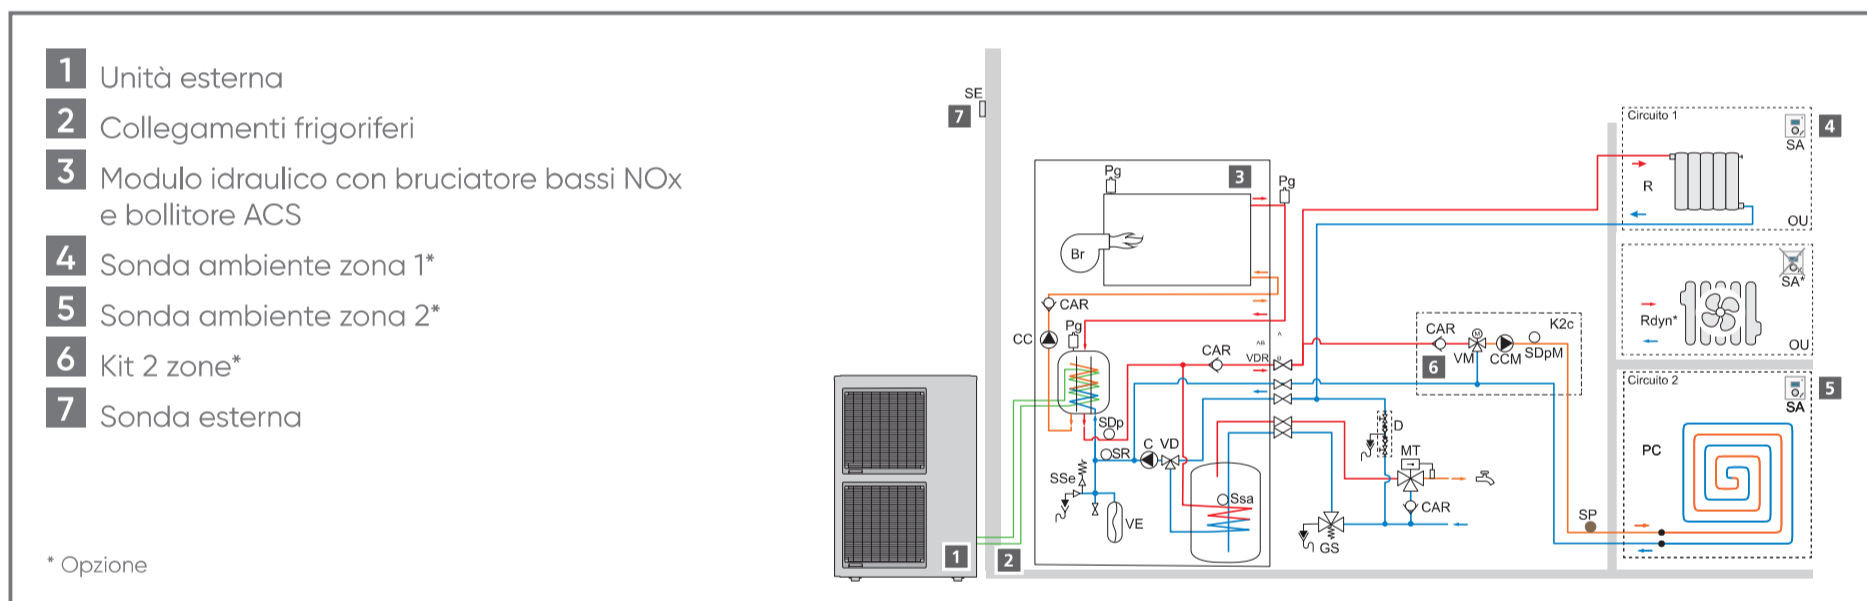 1 Unità esterna
2 Collegamenti frigoriferi
3 Modulo idraulico con bruciatore bassi NOx
e bollitore ACS
4 Sonda ambiente zona 1*
5 Sonda ambiente zona 2*
6 Kit 2 zone*
7 Sonda esterna
* Opzione
SE
7
1
2
3
Pg
Pg
Br
CAR
CC
Pg
CAR
A
AB
VDR
B
SDp
SR
C VD
SSe
VE
Ssa
D
MT
CAR
GS
K2c
CAR
VM
CCM
SDpM
6
SP
Circuito 1
SA
4
R
OU
SA*
Rdyn*
OU
Circuito 2
SA
5
PC